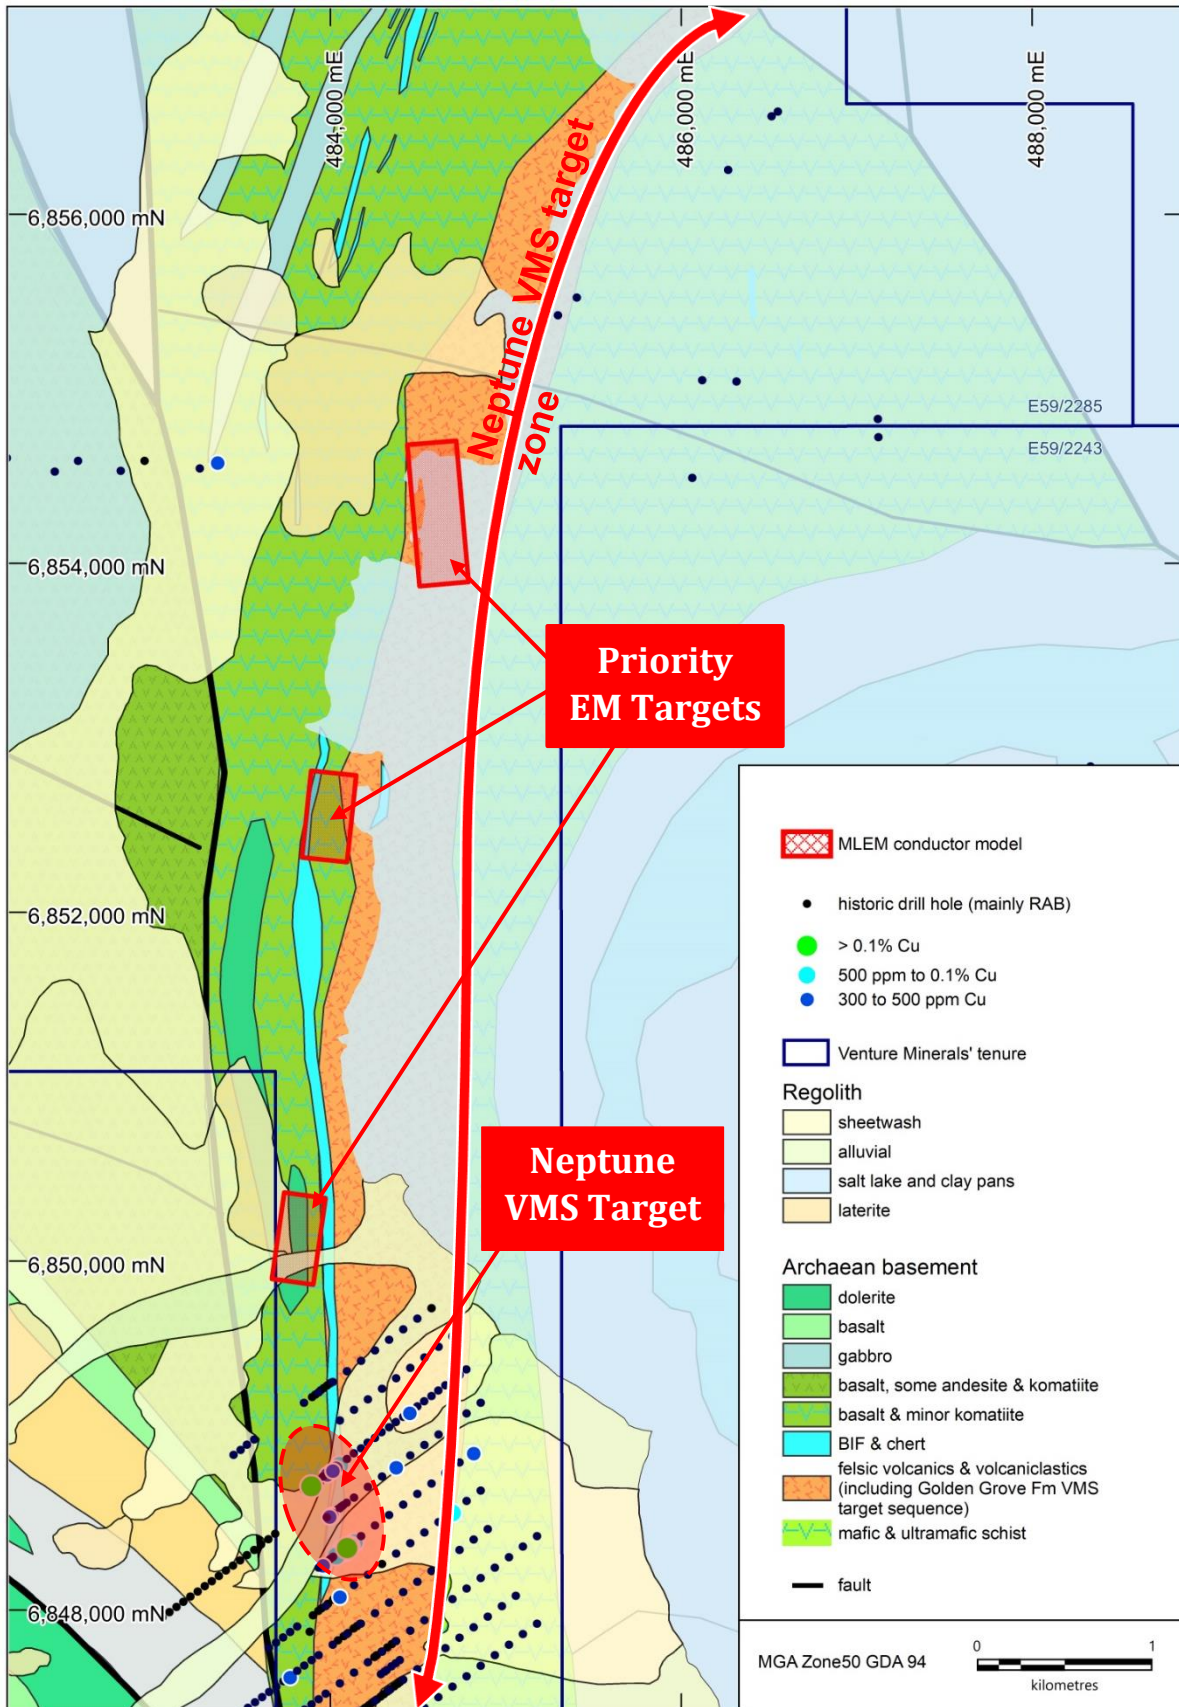 484,000 mE
486,000 mE
488,000 mE
6,856,000 mN
Neptune VMS target
zone
E59/2285
E59/2243
6,854,000 mN
Priority
EM Targets
6,852,000 mN
Neptune
VMS Target
6,850,000 mN
6,848,000 mN
MLEM conductor model
historic drill hole (mainly RAB)
> 0.1% Cu
500 ppm to 0.1% Cu
300 to 500 ppm Cu
Venture Minerals' tenure
Regolith
sheetwash
alluvial
salt lake and clay pans
laterite
Archaean basement
dolerite
basalt
gabbro
basalt, some andesite & komatiite
basalt & minor komatiite
BIF & chert
felsic volcanics & volcaniclastics
(including Golden Grove Fm VMS
target sequence)
mafic & ultramafic schist
fault
MGA Zone50 GDA 94
0 1
kilometres